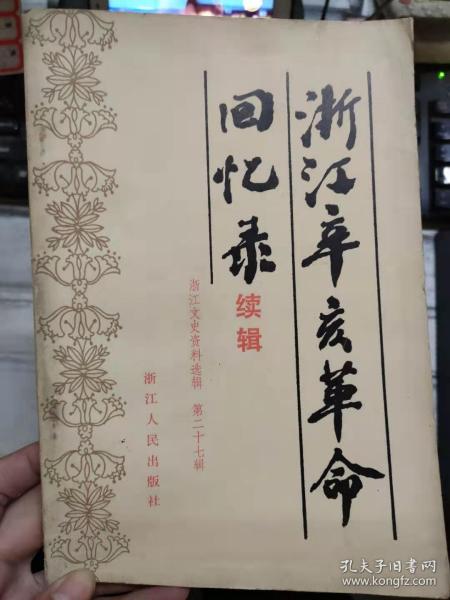 浙江辛亥革命
回忆录
续辑
浙江文史资料选辑 第二十七辑
浙江人民出版社
孔夫子旧书网
www.kongfz.com